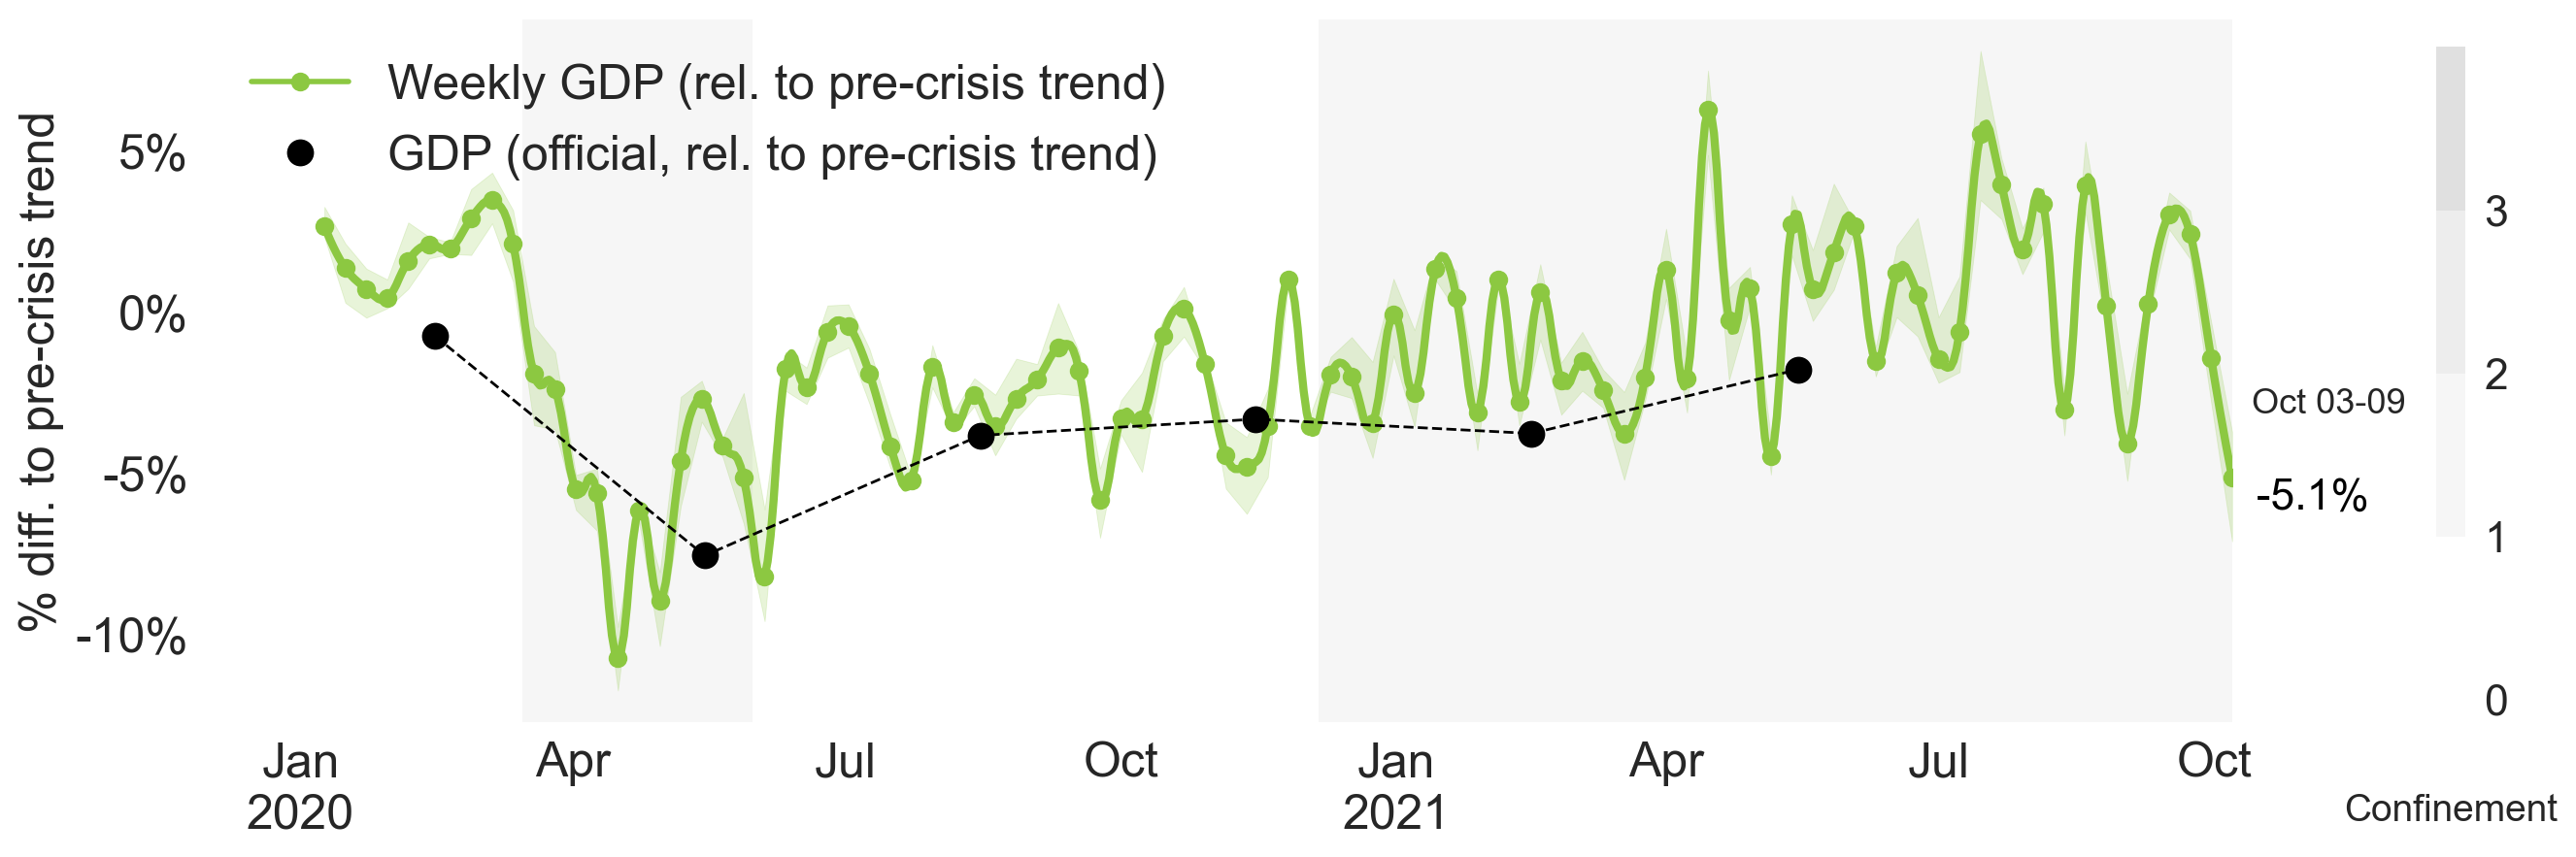 Weekly GDP (rel. to pre-crisis trend)
GDP (official, rel. to pre-crisis trend)
% diff. to pre-crisis trend
5%
0%
-5%
-10%
Jan
2020
Apr
Jul
Oct
Jan
2021
Apr
Jul
Oct
Oct 03-09
-5.1%
3
2
1
0
Confinement